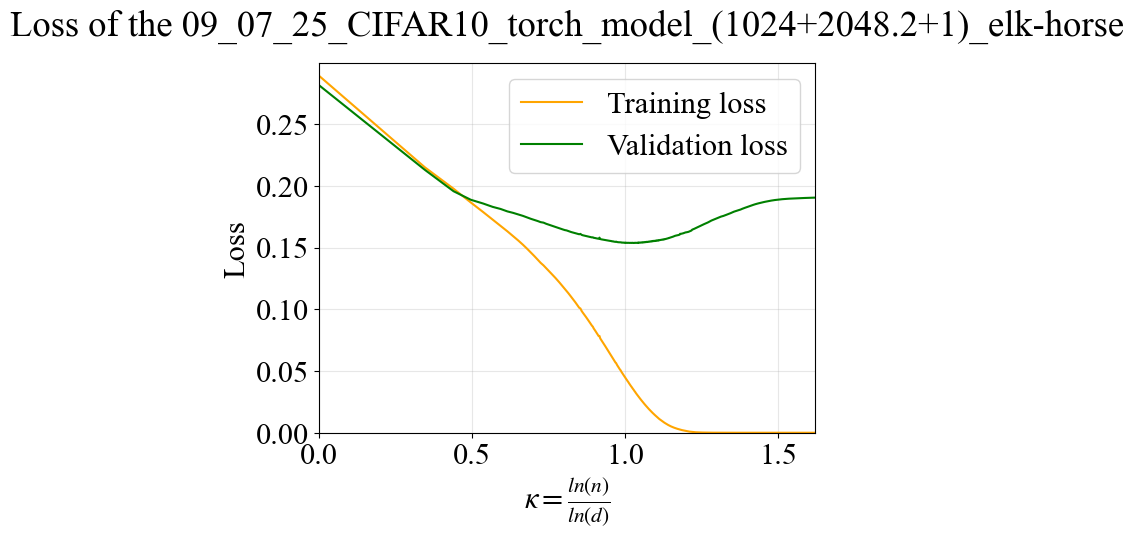 Loss of the 09_07_25_CIFAR10_torch_model_(1024+2048.2+1)_elk-horse
Training loss
Validation loss
Loss
0.25
0.20
0.15
0.10
0.05
0.00
0.0 0.5 1.0 1.5
κ = ln(n)/ln(d)